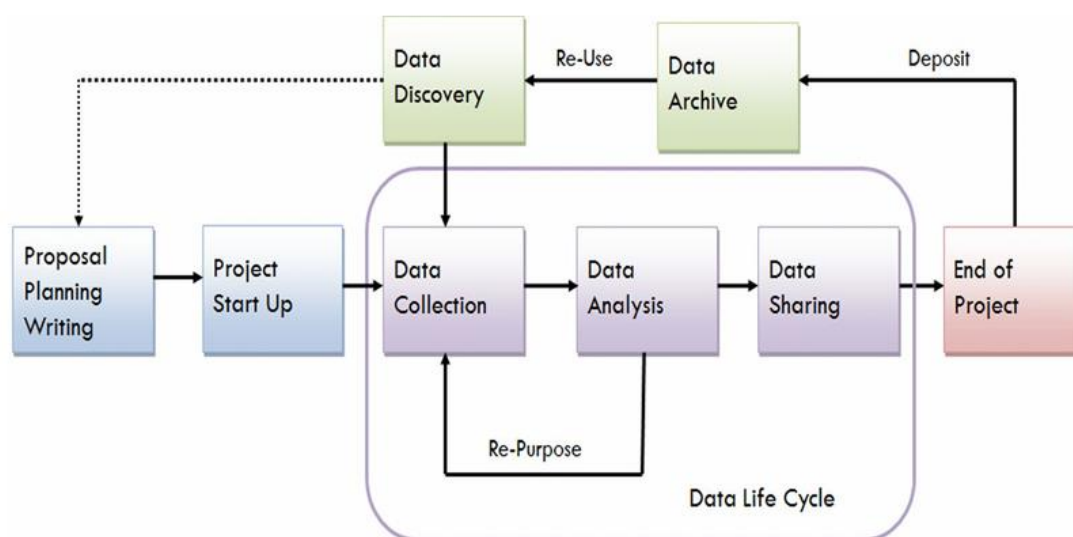 Data
Discovery
Re-Use
Data
Archive
Deposit
Proposal
Planning
Writing
Project
Start Up
Data
Collection
Data
Analysis
Data
Sharing
End of
Project
Re-Purpose
Data Life Cycle